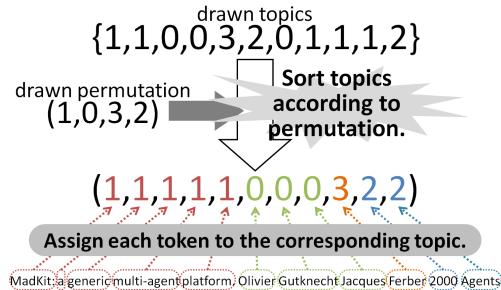 drawn topics
{1,1,0,0,3,2,0,1,1,1,2}
drawn permutation
(1,0,3,2)
Sort topics
according to
permutation.
(1,1,1,1,1,0,0,0,3,2,2)
Assign each token to the corresponding topic.
MadKit: a generic multi-agent platform, Olivier Gutknecht Jacques Ferber 2000 Agents